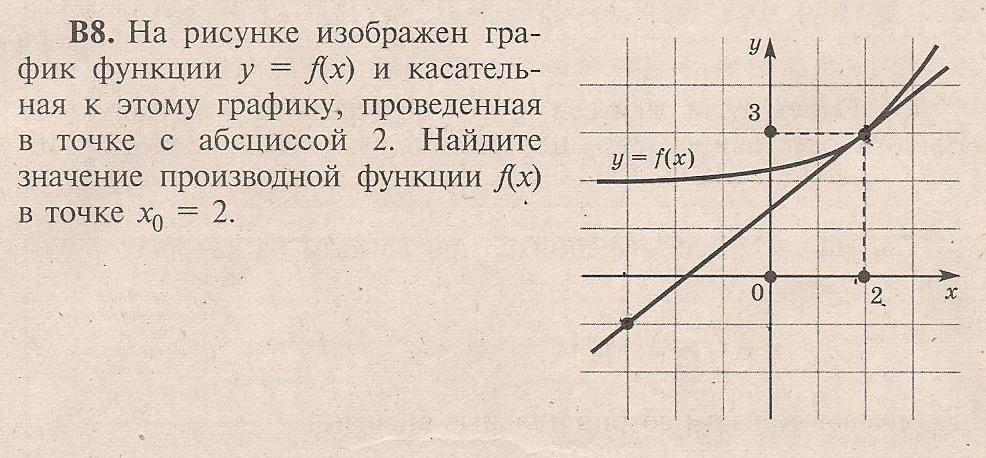 В8. На рисунке изображен гра-
фик функции y = f(x) и касатель-
ная к этому графику, проведенная
в точке с абсциссой 2. Найдите
значение производной функции f(x)
в точке x₀ = 2.
y
3
y = f(x)
0
2
x